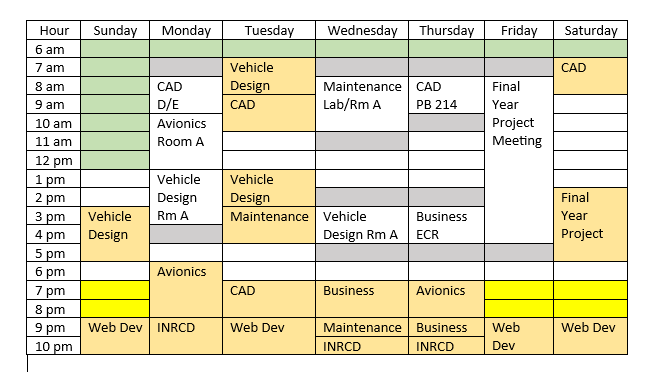 Hour Sunday Monday Tuesday Wednesday Thursday Friday Saturday
6 am
7 am Vehicle CAD
8 am CAD Design Maintenance CAD Final
9 am D/E CAD Lab/Rm A PB 214 Year
10 am Avionics Project
11 am Room A Meeting
12 pm
1 pm Vehicle Vehicle
2 pm Design Design Final
3 pm Vehicle Rm A Maintenance Vehicle Business Year
4 pm Design Design Rm A ECR Project
5 pm
6 pm Avionics
7 pm CAD Business Avionics
8 pm
9 pm Web Dev INRCD Web Dev Maintenance Business Web Web Dev
10 pm INRCD INRCD Dev